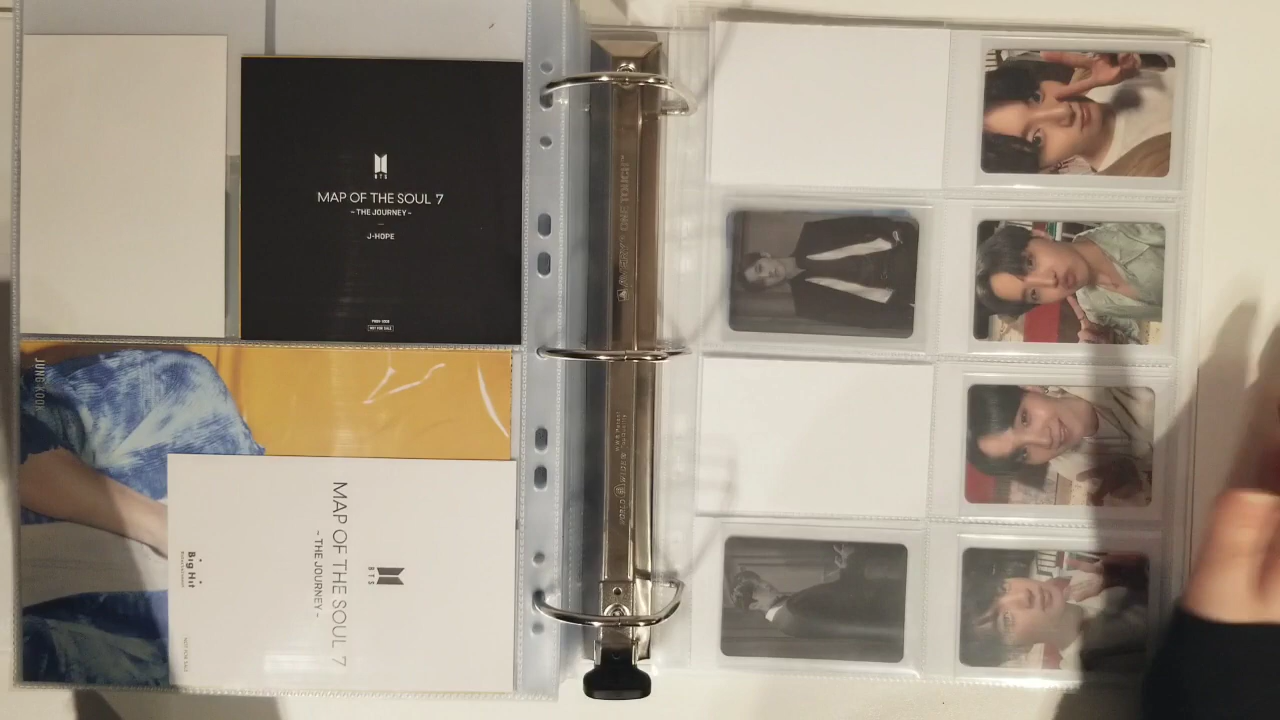 BTS
MAP OF THE SOUL 7
~ THE JOURNEY ~
J-HOPE
NOT FOR SALE
JUNG KOOK
MAP OF THE SOUL 7
~ THE JOURNEY ~
BTS
Big Hit
NOT FOR SALE